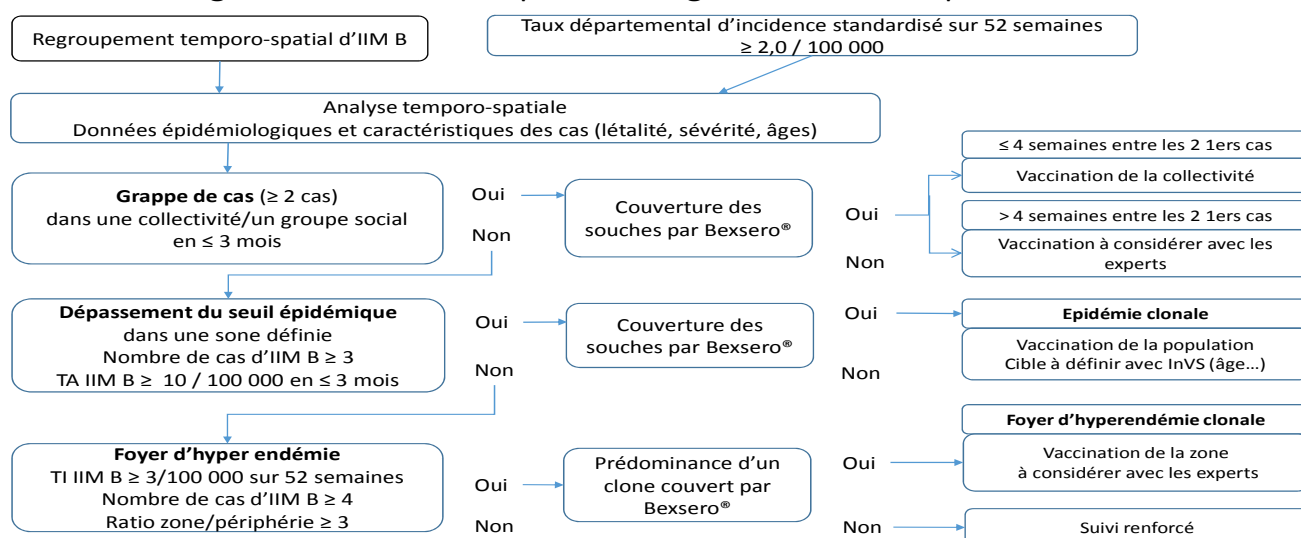 Regroupement temporo-spatial d'IIM B
Taux départemental d'incidence standardisé sur 52 semaines
≥ 2,0 / 100 000
Analyse temporo-spatiale
Données épidémiologiques et caractéristiques des cas (létalité, sévérité, âges)
Grappe de cas (≥ 2 cas)
dans une collectivité/un groupe social
en ≤ 3 mois
Oui
Non
Couverture des
souches par Bexsero®
Oui
Non
≤ 4 semaines entre les 2 1ers cas
Vaccination de la collectivité
> 4 semaines entre les 2 1ers cas
Vaccination à considérer avec les
experts
Dépassement du seuil épidémique
dans une sone définie
Nombre de cas d'IIM B ≥ 3
TA IIM B ≥ 10 / 100 000 en ≤ 3 mois
Oui
Non
Couverture des
souches par Bexsero®
Oui
Non
Epidémie clonale
Vaccination de la population
Cible à définir avec InVS (âge...)
Foyer d'hyper endémie
TI IIM B ≥ 3/100 000 sur 52 semaines
Nombre de cas d'IIM B ≥ 4
Ratio zone/périphérie ≥ 3
Oui
Non
Prédominance d'un
clone couvert par
Bexsero®
Oui
Non
Foyer d'hyperendémie clonale
Vaccination de la zone
à considérer avec les experts
Suivi renforcé